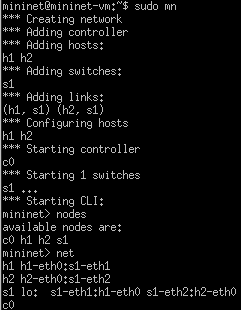 mininet@mininet-vm:~$ sudo mn
*** Creating network
*** Adding controller
*** Adding hosts:
h1 h2
*** Adding switches:
s1
*** Adding links:
(h1, s1) (h2, s1)
*** Configuring hosts
h1 h2
*** Starting controller
c0
*** Starting 1 switches
s1 ...
*** Starting CLI:
mininet> nodes
available nodes are:
c0 h1 h2 s1
mininet> net
h1 h1-eth0:s1-eth1
h2 h2-eth0:s1-eth2
s1 lo:  s1-eth1:h1-eth0 s1-eth2:h2-eth0
c0